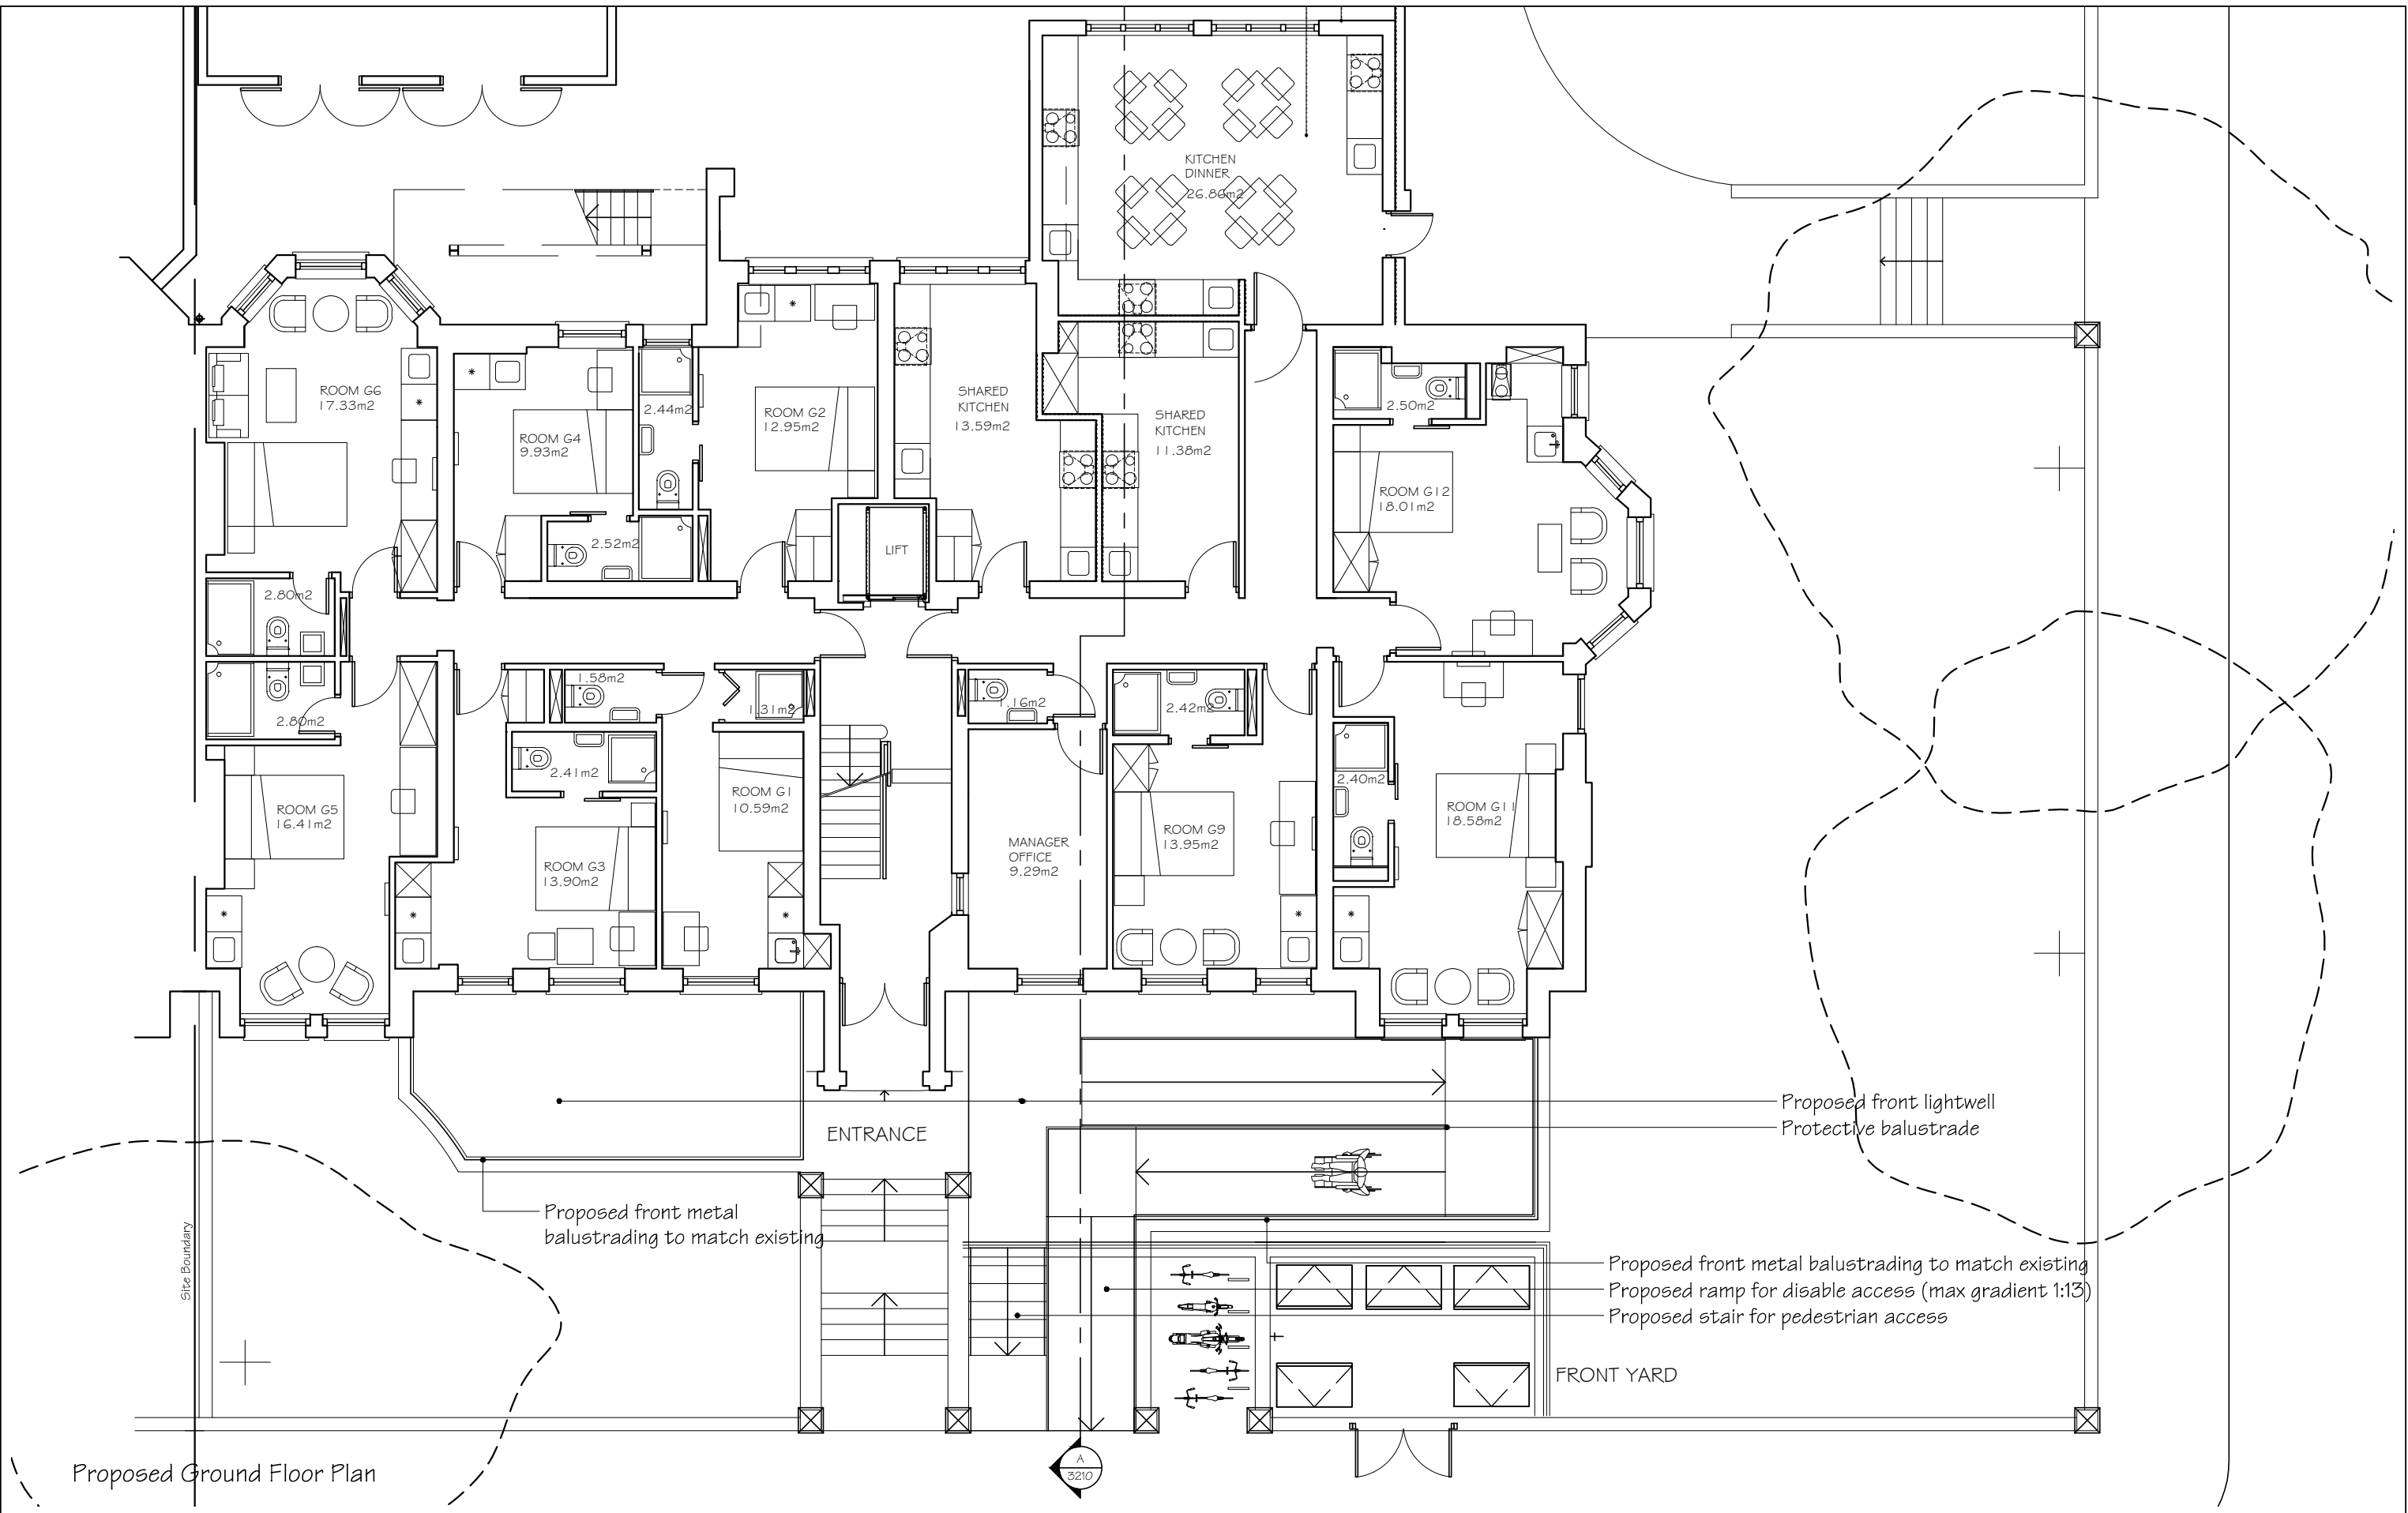 KITCHEN
DINNER
26.86m2
ROOM G6
17.33m2
ROOM G4
9.93m2
2.44m2
ROOM G2
12.95m2
SHARED
KITCHEN
13.59m2
SHARED
KITCHEN
11.38m2
2.50m2
ROOM G12
18.01m2
2.52m2
LIFT
2.80m2
2.80m2
1.58m2
1.31m2
1.16m2
2.42m2
2.41m2
2.40m2
ROOM G5
16.41m2
ROOM G3
13.90m2
ROOM G1
10.59m2
MANAGER
OFFICE
9.29m2
ROOM G9
13.95m2
ROOM G11
18.58m2
Proposed front lightwell
Protective balustrade
ENTRANCE
Proposed front metal
balustrading to match existing
Site Boundary
Proposed front metal balustrading to match existing
Proposed ramp for disable access (max gradient 1:13)
Proposed stair for pedestrian access
FRONT YARD
A
3210
Proposed Ground Floor Plan